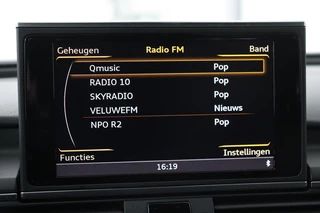 Geheugen Radio FM Band
Qmusic Pop
RADIO 10 Pop
SKYRADIO Pop
VELUWEFM Nieuws
NPO R2 Pop
Functies Instellingen
16:19